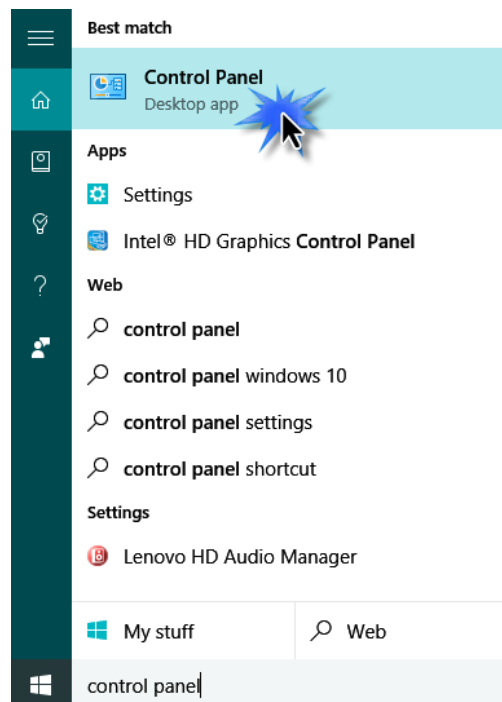 Best match
Control Panel
Desktop app
Apps
Settings
Intel® HD Graphics Control Panel
Web
control panel
control panel windows 10
control panel settings
control panel shortcut
Settings
Lenovo HD Audio Manager
My stuff
Web
control panel